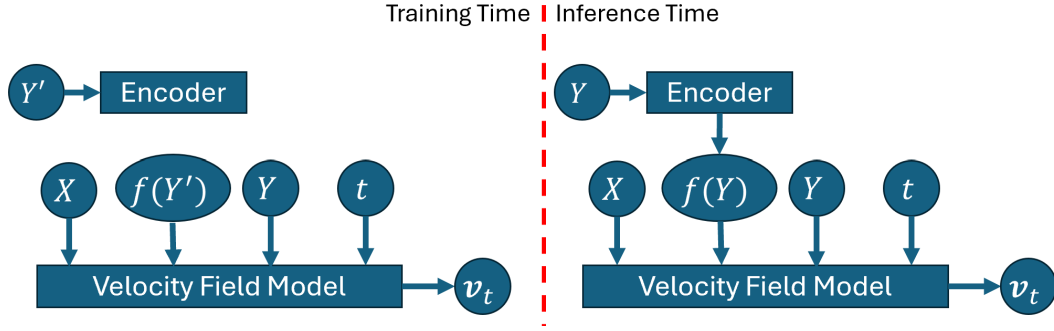 Training Time
Inference Time
Y′
Encoder
Y
Encoder
X
f(Y′)
Y
t
X
f(Y)
Y
t
Velocity Field Model
v_t
Velocity Field Model
v_t